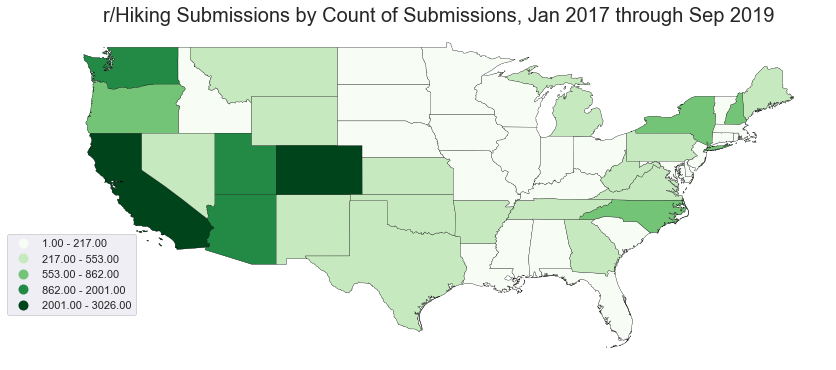 r/Hiking Submissions by Count of Submissions, Jan 2017 through Sep 2019
1.00 - 217.00
217.00 - 553.00
553.00 - 862.00
862.00 - 2001.00
2001.00 - 3026.00